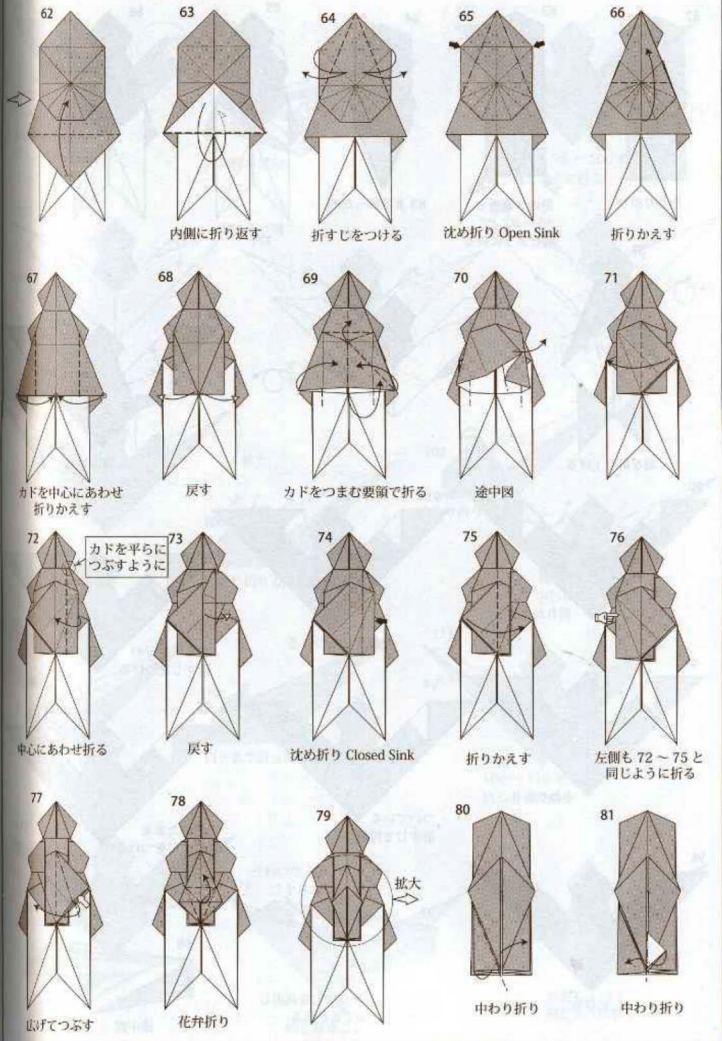 62
63
内側に折り返す
64
折すじをつける
65
沈め折り Open Sink
66
折りかえす
67
カドを中心にあわせ
折りかえす
68
戻す
69
カドをつまむ要領で折る
70
途中図
71
72
カドを平らに
つぶすように
中心にあわせ折る
73
戻す
74
沈め折り Closed Sink
75
折りかえす
76
左側も 72 ～ 75 と
同じように折る
77
広げてつぶす
78
花弁折り
79
拡大
80
中わり折り
81
中わり折り